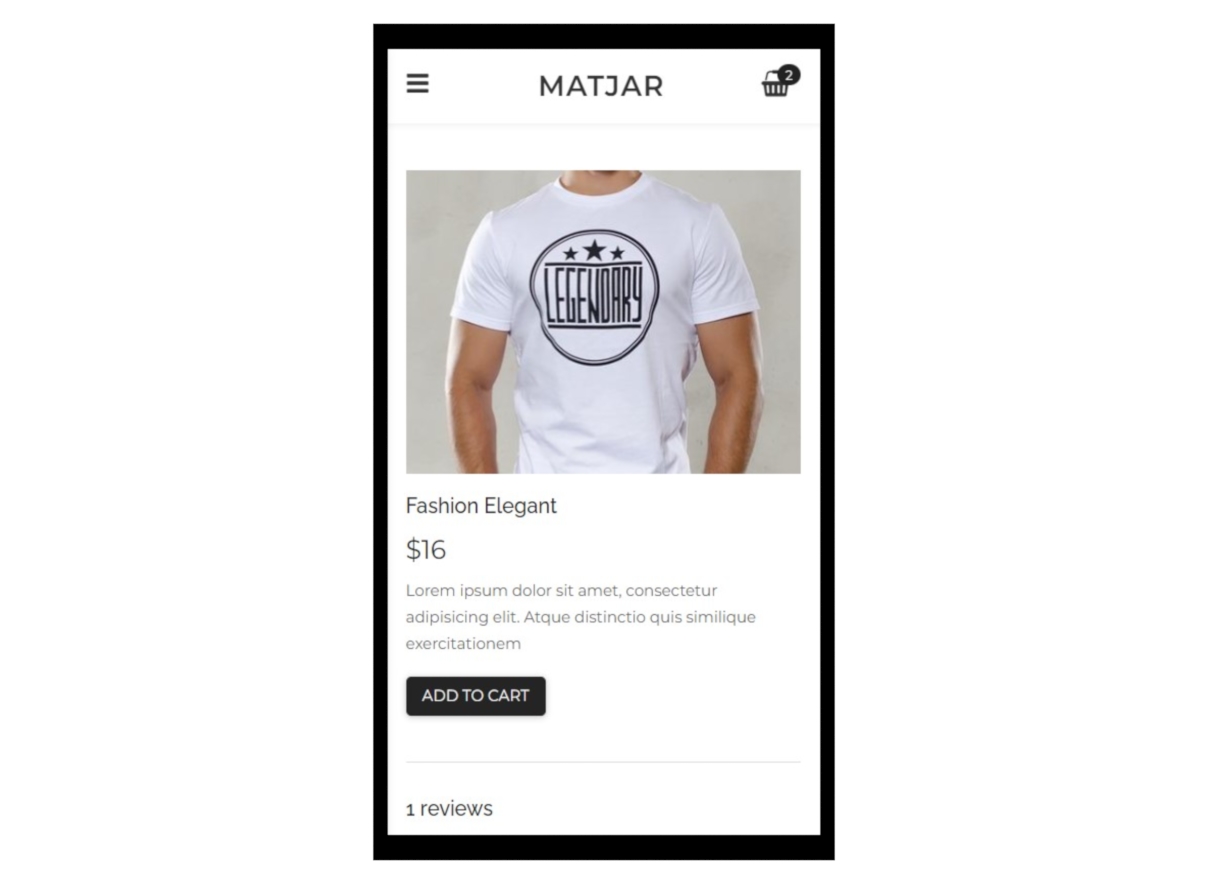 MATJAR
2
LEGENDARY
Fashion Elegant
$16
Lorem ipsum dolor sit amet, consectetur
adipisicing elit. Atque distinctio quis similique
exercitationem
ADD TO CART
1 reviews